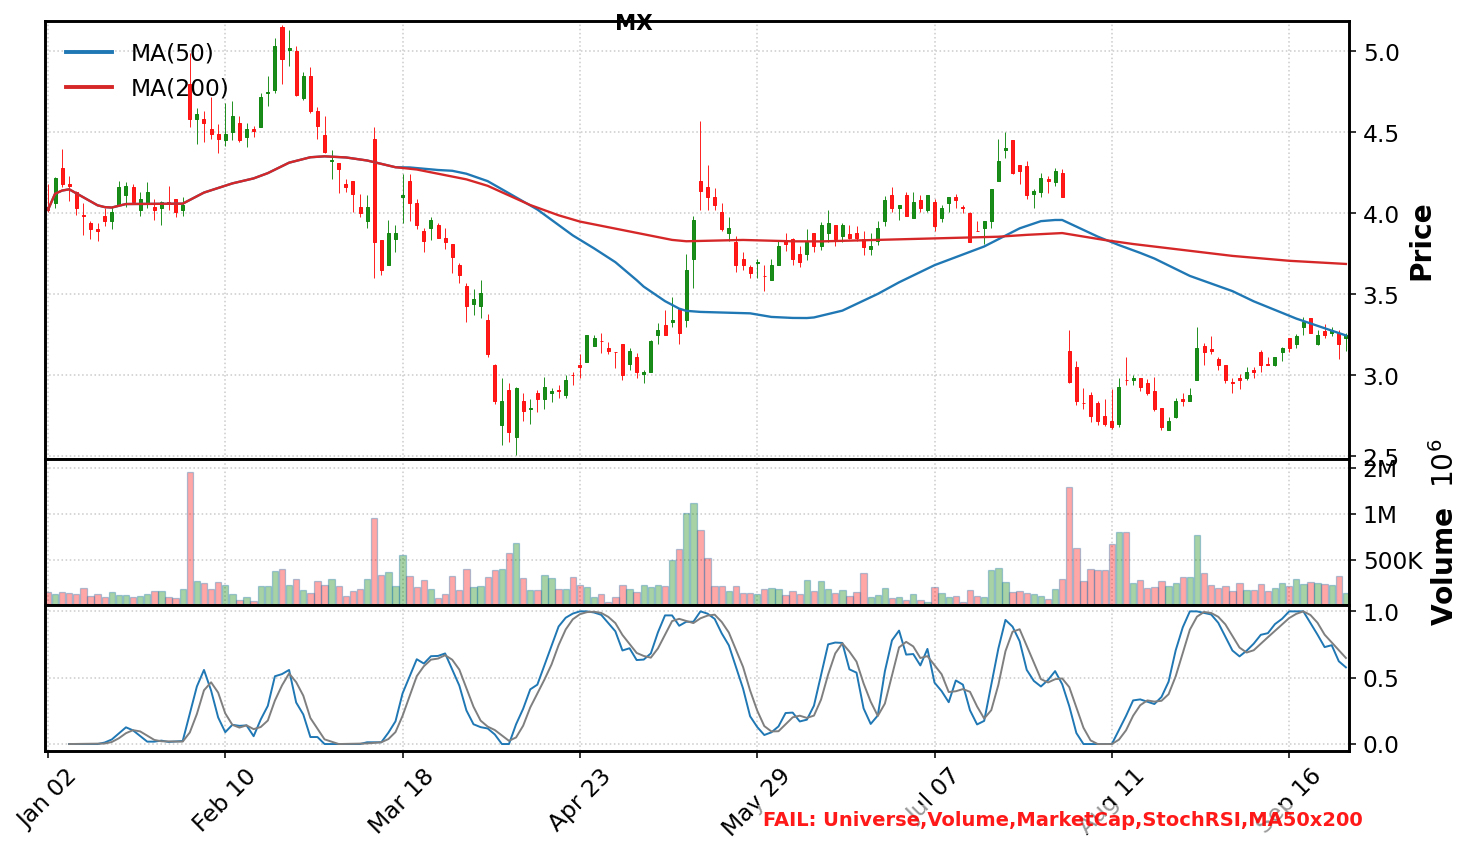 MX
MA(50)
MA(200)
5.0
4.5
4.0
3.5
3.0
2.5
Price
2M
1M
500K
Volume 10^6
1.0
0.5
0.0
Jan 02
Feb 10
Mar 18
Apr 23
May 29
Jul 07
Aug 11
Sep 16
FAIL: Universe,Volume,MarketCap,StochRSI,MA50x200